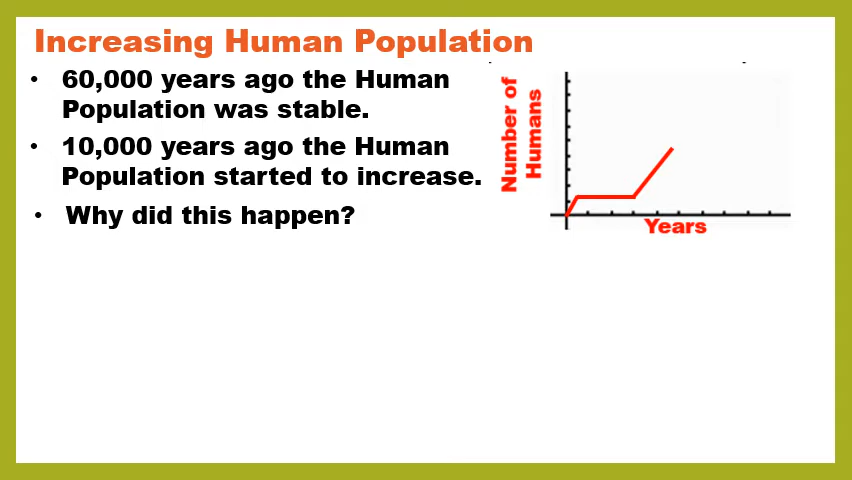 Increasing Human Population
• 60,000 years ago the Human
Population was stable.
• 10,000 years ago the Human
Population started to increase.
• Why did this happen?
Number of
Humans
Years